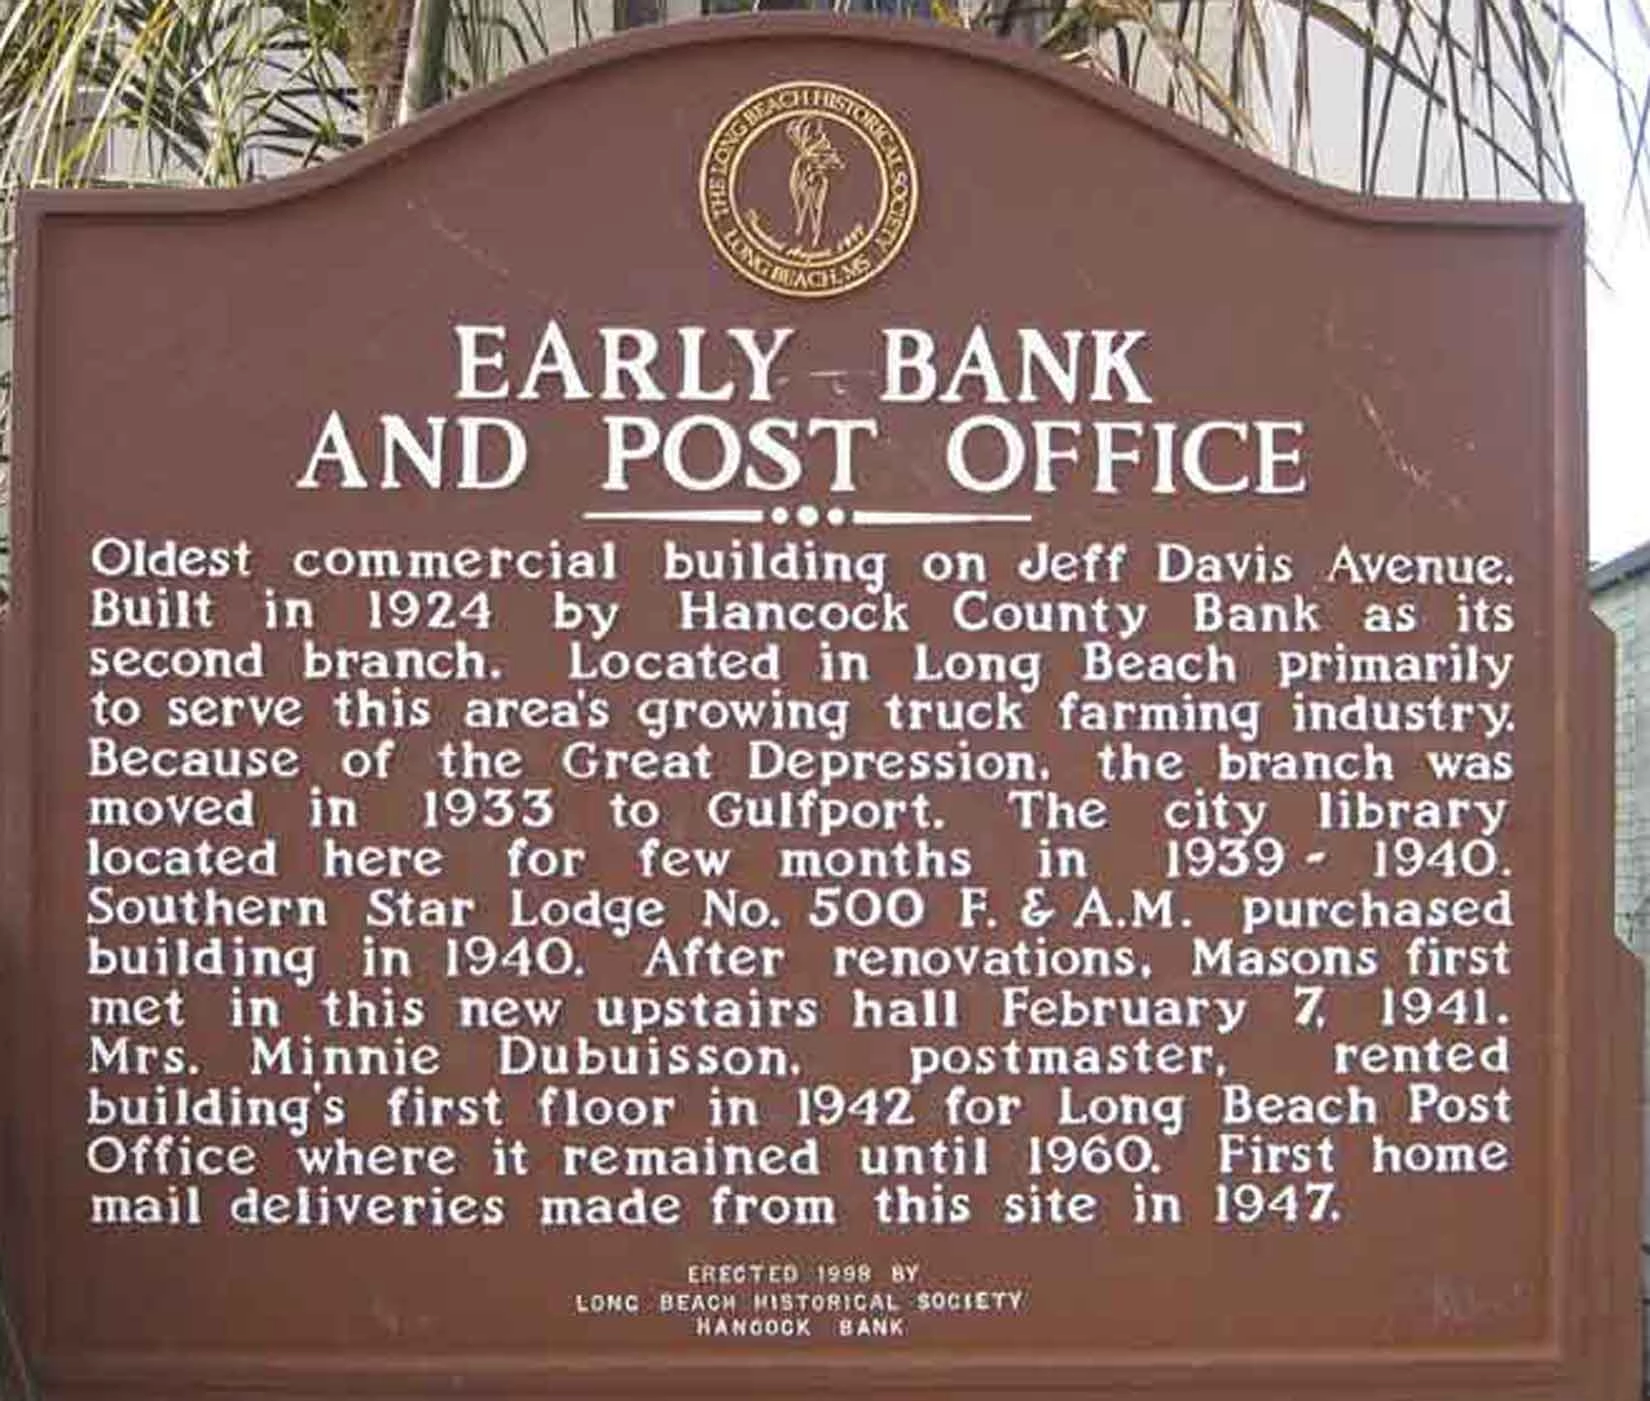 THE LONG BEACH HISTORICAL SOCIETY
LONG BEACH, MS
EARLY BANK
AND POST OFFICE
Oldest commercial building on Jeff Davis Avenue.
Built in 1924 by Hancock County Bank as its
second branch. Located in Long Beach primarily
to serve this area's growing truck farming industry.
Because of the Great Depression, the branch was
moved in 1933 to Gulfport. The city library
located here for few months in 1939 - 1940.
Southern Star Lodge No. 500 F. & A.M. purchased
building in 1940. After renovations, Masons first
met in this new upstairs hall February 7, 1941.
Mrs. Minnie Dubuisson, postmaster, rented
building's first floor in 1942 for Long Beach Post
Office where it remained until 1960. First home
mail deliveries made from this site in 1947.
ERECTED 1998 BY
LONG BEACH HISTORICAL SOCIETY
HANCOCK BANK